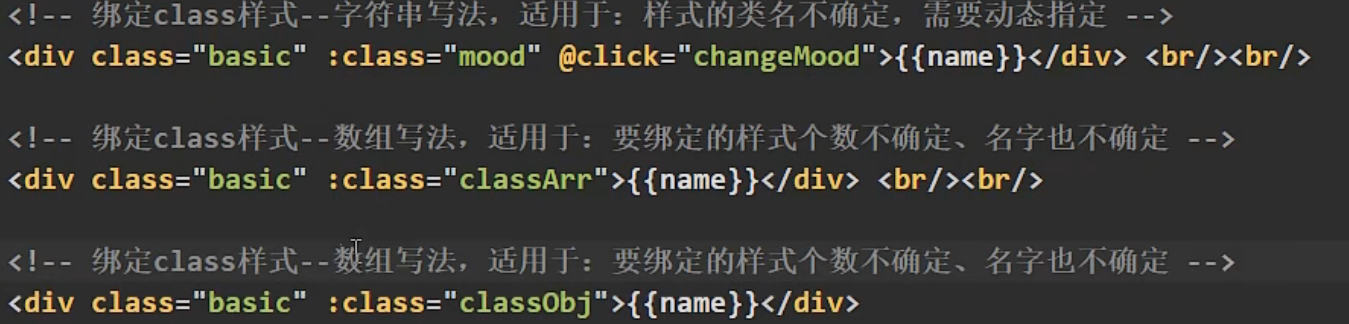 <!-- 绑定class样式--字符串写法，适用于：样式的类名不确定，需要动态指定 -->
<div class="basic" :class="mood" @click="changeMood">{{name}}</div> <br/><br/>
<!-- 绑定class样式--数组写法，适用于：要绑定的样式个数不确定、名字也不确定 -->
<div class="basic" :class="classArr">{{name}}</div> <br/><br/>
<!-- 绑定class样式--数组写法，适用于：要绑定的样式个数不确定、名字也不确定 -->
<div class="basic" :class="classObj">{{name}}</div>